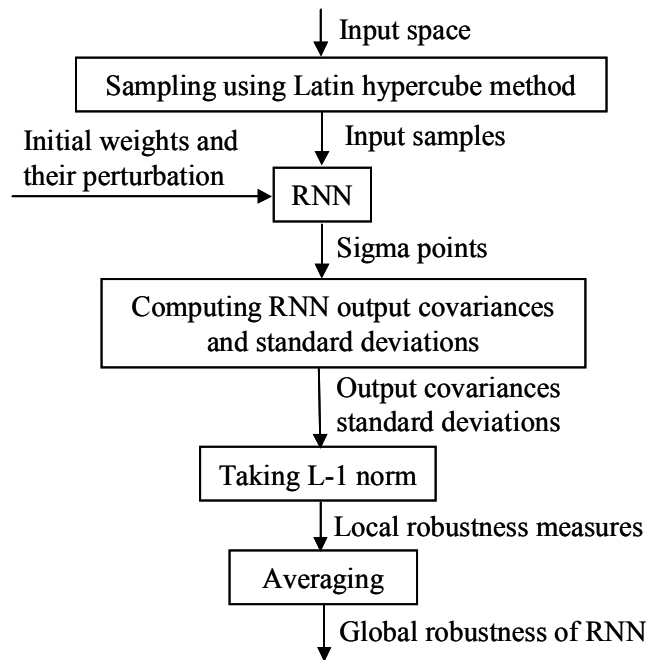 Input space
Sampling using Latin hypercube method
Input samples
Initial weights and
their perturbation
RNN
Sigma points
Computing RNN output covariances
and standard deviations
Output covariances
standard deviations
Taking L-1 norm
Local robustness measures
Averaging
Global robustness of RNN